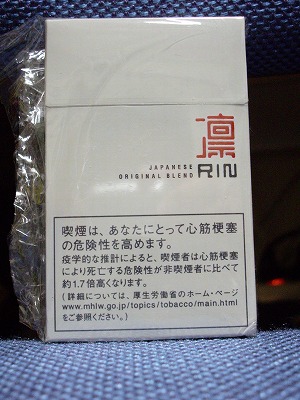 凛
JAPANESE
ORIGINAL BLEND
RIN
喫煙は、あなたにとって心筋梗塞
の危険性を高めます。
疫学的な推計によると、喫煙者は心筋梗塞
により死亡する危険性が非喫煙者に比べて
約1.7倍高くなります。
(詳細については、厚生労働省のホーム・ページ
www.mhlw.go.jp/topics/tobacco/main.html
をご参照ください。)